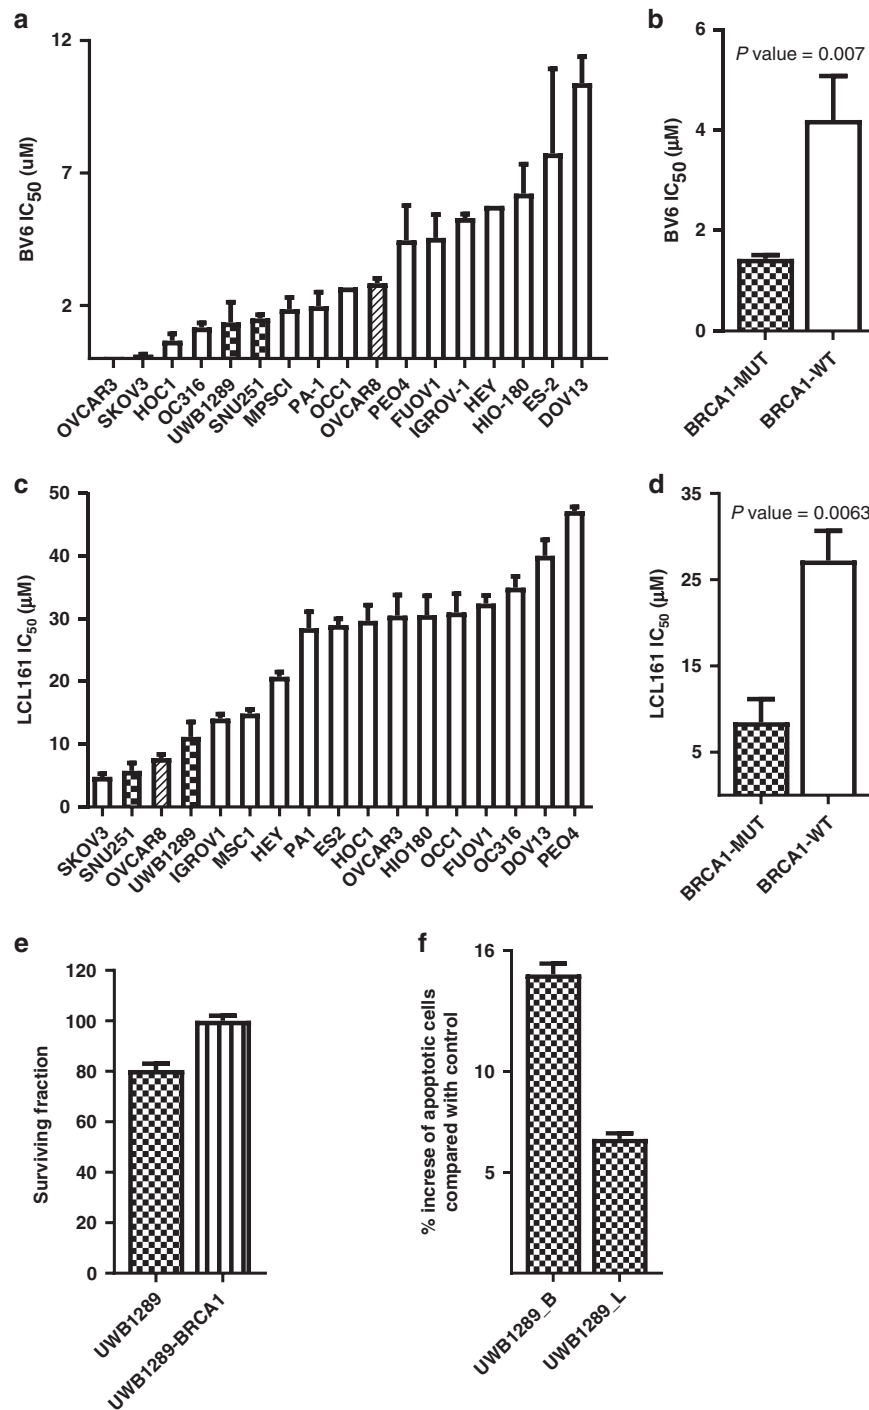 a
12
7
2
BV6 IC50 (uM)
OVCAR3
SKOV3
HOC1
OC316
UWB1289
SNU251
MPSCI
PA-1
OCC1
OVCAR8
PEO4
FUOV1
IGROV-1
HEY
HIO-180
ES-2
DOV13
b
6
4
2
0
BV6 IC50 (µM)
P value = 0.007
BRCA1-MUT
BRCA1-WT
c
50
40
30
20
10
0
LCL161 IC50 (µM)
SKOV3
SNU251
OVCAR8
UWB1289
IGROV1
MSC1
HEY
PA1
ES2
HOC1
OVCAR3
HIO180
OCC1
FUOV1
OC316
DOV13
PEO4
d
35
25
15
5
LCL161 IC50 (µM)
P value = 0.0063
BRCA1-MUT
BRCA1-WT
e
120
100
80
60
40
20
0
Surviving fraction
UWB1289
UWB1289-BRCA1
f
16
10
5
% increse of apoptotic cells
compared with control
UWB1289_B
UWB1289_L